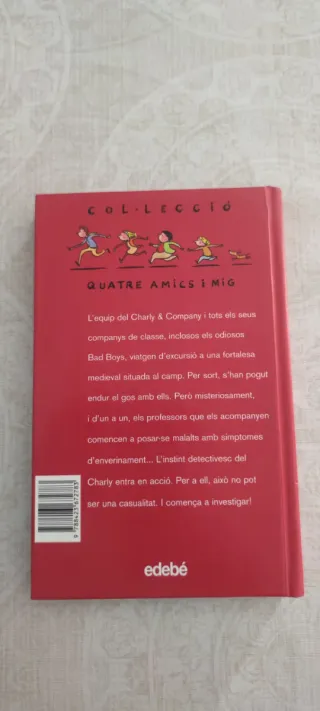 COL·LECCIÓ
QUATRE AMICS I MIG
L'equip del Charly & Company i tots els seus
companys de classe, inclosos els odiosos
Bad Boys, viatgen d'excursió a una fortalesa
medieval situada al camp. Per sort, s'han pogut
endur el gos amb ells. Però misteriosament,
i d'un a un, els professors que els acompanyen
comencen a posar-se malalts amb símptomes
d'enverinament... L'instint detectivesc del
Charly entra en acció. Per a ell, això no pot
ser una casualitat. I comença a investigar!
9 788423 672783
edebé